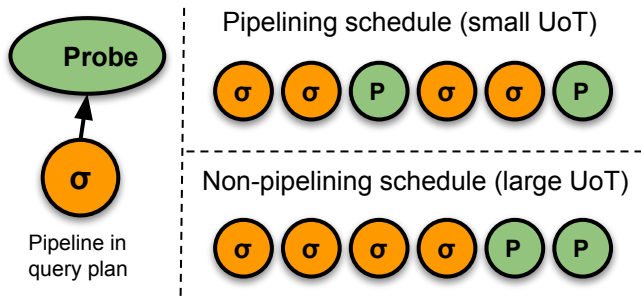 Probe
σ
Pipeline in
query plan
Pipelining schedule (small UoT)
σ σ P σ σ P
Non-pipelining schedule (large UoT)
σ σ σ σ P P